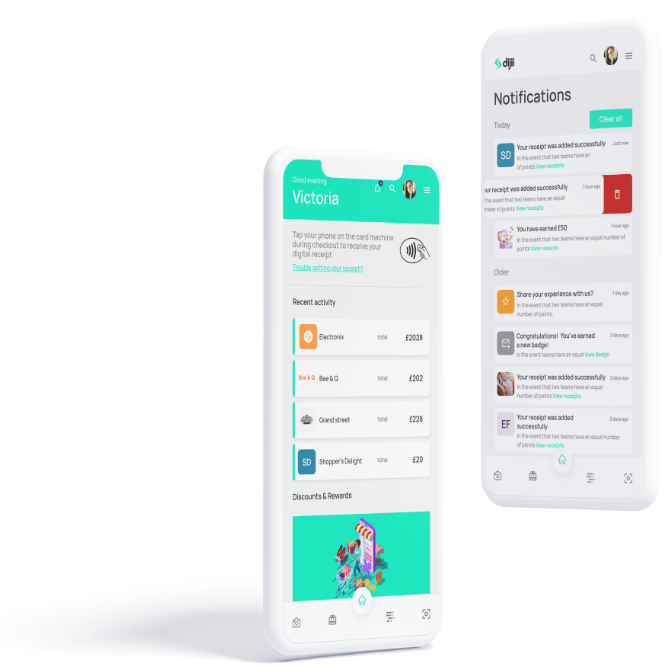 Good evening
Victoria
Tap your phone on the card machine
during checkout to receive your
digital receipt
Trouble getting your receipt?
Recent activity
Electronix total £2028
Bee & Q Bee & Q total £202
Grand street total £228
SD Shopper's Delight total £20
Discounts & Rewards
diji
Notifications
Today
Clear all
SD Your receipt was added successfully Just now
In the event that two teams have an
of points View receipts
ur receipt was added successfully 1 hour ago
the event that two teams have an equal
mber of points View receipts
You have earned £50 1 hour ago
In the event that two teams have an equal number of
points View rewards
Older
Share your experience with us? 1 day ago
In the event that two teams have an equal
number of points.
Congratulations! You've earned 2 days ago
a new badge!
In the event teams have an equal View Badge
Your receipt was added successfully 2 days ago
In the event that two teams have an equal
number of points View receipts
EF Your receipt was added 3 days ago
successfully
In the event that two teams have an equal number
of points View receipts